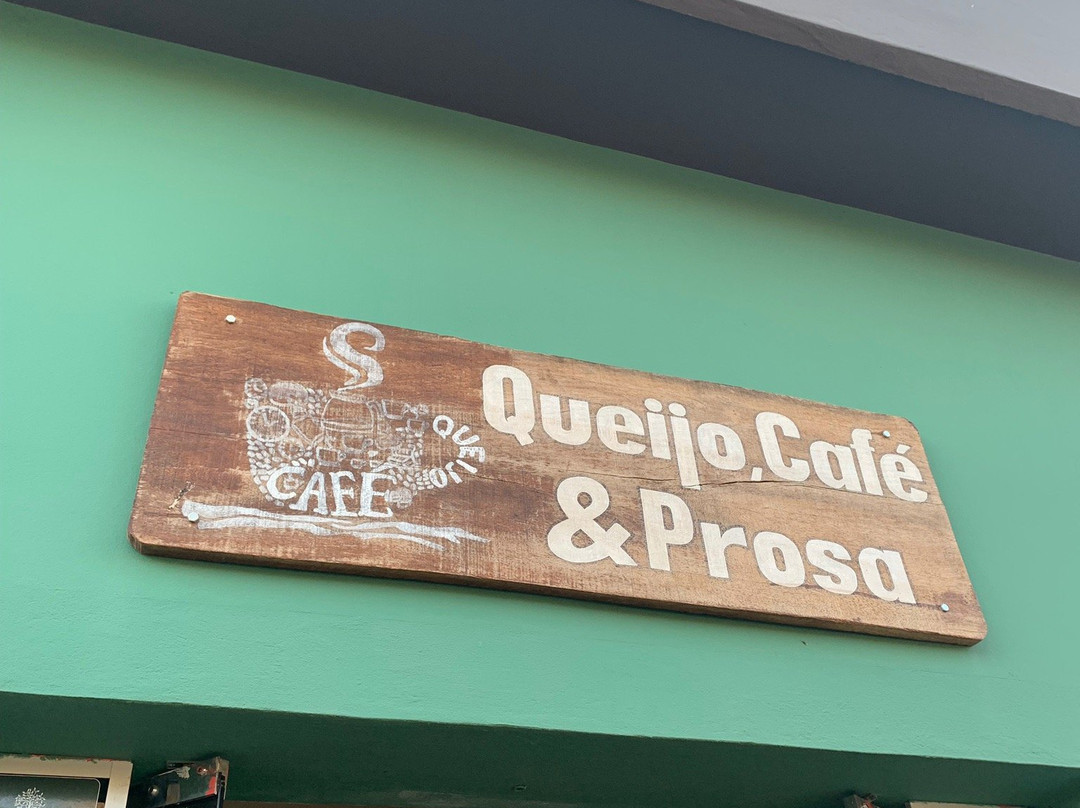 CAFÉ
QUEIJO
Queijo, Café
& Prosa